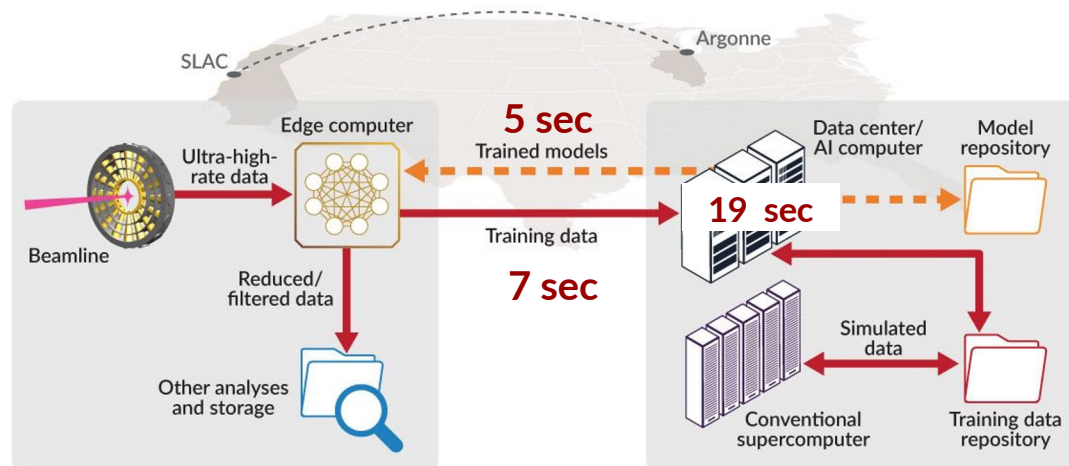 SLAC
Argonne
Edge computer
Ultra-high-
rate data
Beamline
Reduced/
filtered data
Other analyses
and storage
5 sec
Trained models
Training data
7 sec
Data center/
AI computer
Model
repository
19 sec
Simulated
data
Conventional
supercomputer
Training data
repository